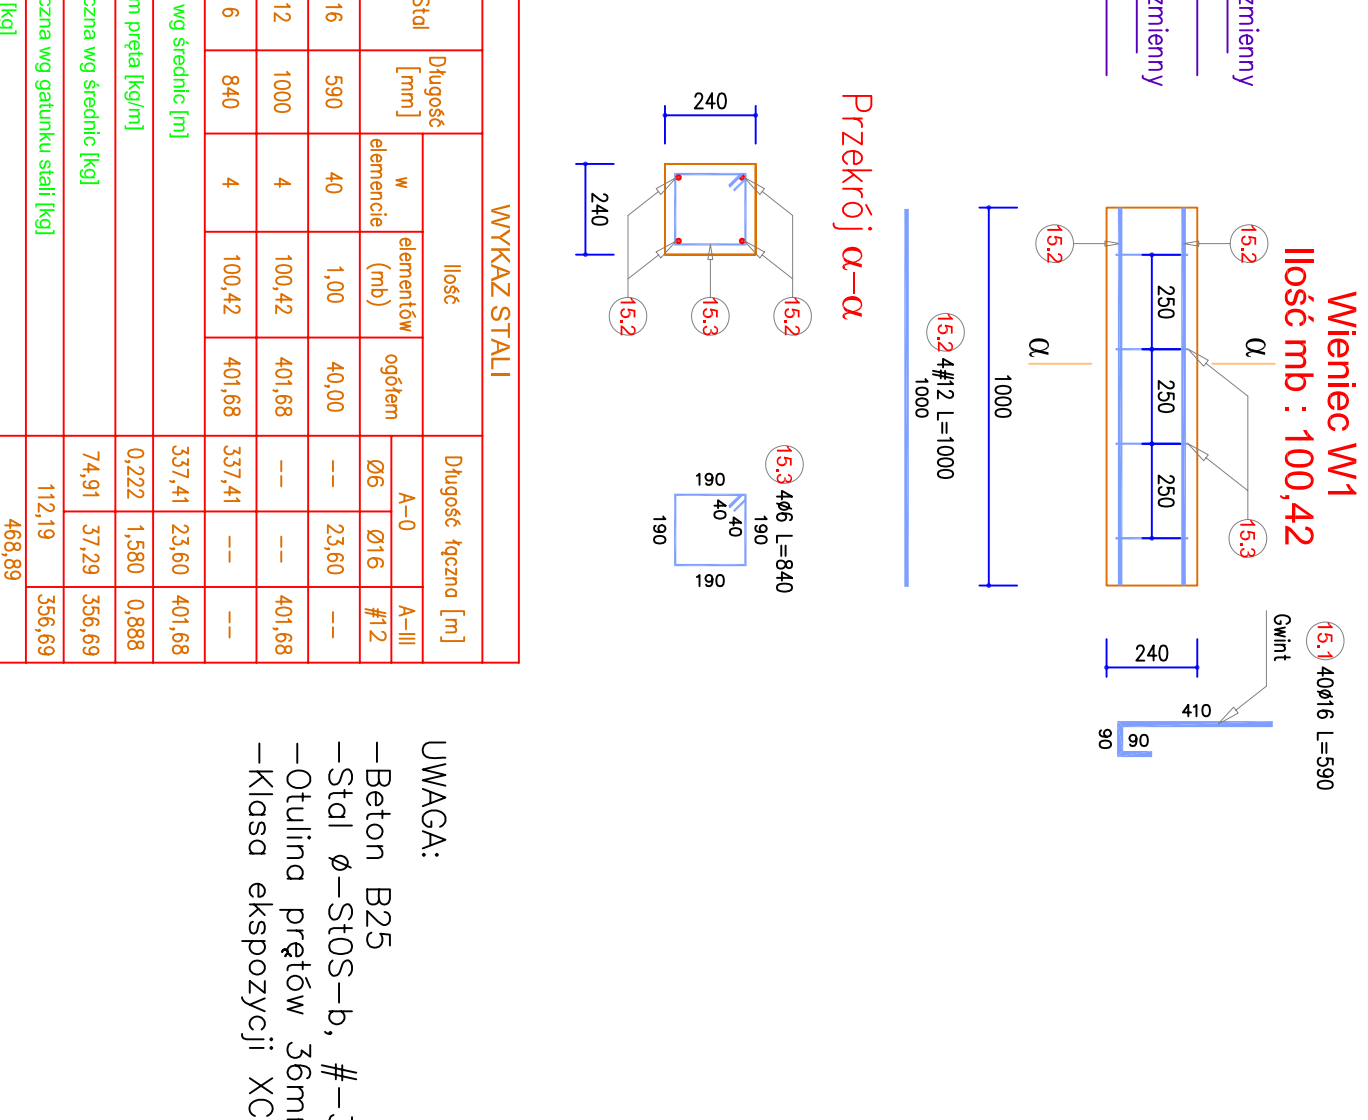 zmienny
zmienny
Wieniec W1
Ilość mb : 100,42
15.2
15.2
250
250
250
15.3
α
α
1000
15.2 4#12 L=1000
1000
15.1 40ø16 L=590
Gwint
410
90
90
240
Przekrój α-α
240
240
15.2
15.3
15.2
15.3 4ø6 L=840
190
190
190
190
40
40
WYKAZ STALI
Stal
Długość [mm]
Ilość
Długość łączna [m]
w elemencie
elementów (mb)
ogółem
A-0
A-III
Ø6
Ø16
#12
16
590
40
1,00
40,00
--
23,60
--
12
1000
4
100,42
401,68
--
--
401,68
6
840
4
100,42
401,68
337,41
--
--
wg średnic [m]
337,41
23,60
401,68
m pręta [kg/m]
0,222
1,580
0,888
czna wg średnic [kg]
74,91
37,29
356,69
czna wg gatunku stali [kg]
112,19
356,69
[kg]
468,89
UWAGA:
-Beton B25
-Stal ø-St0S-b, #-3
-Otulina prętów 36m
-Klasa ekspozycji XC